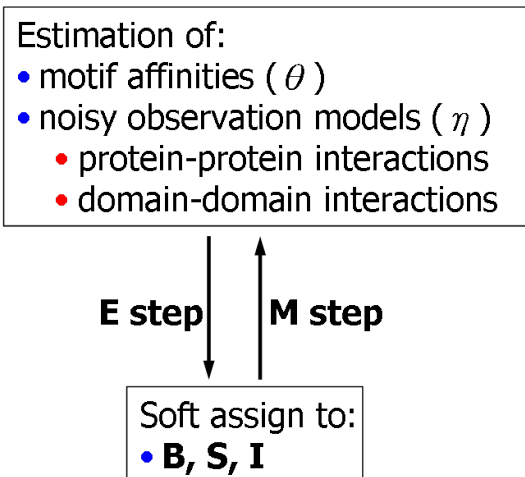 Estimation of:
• motif affinities ( θ )
• noisy observation models ( η )
• protein-protein interactions
• domain-domain interactions
E step M step
Soft assign to:
• B, S, I